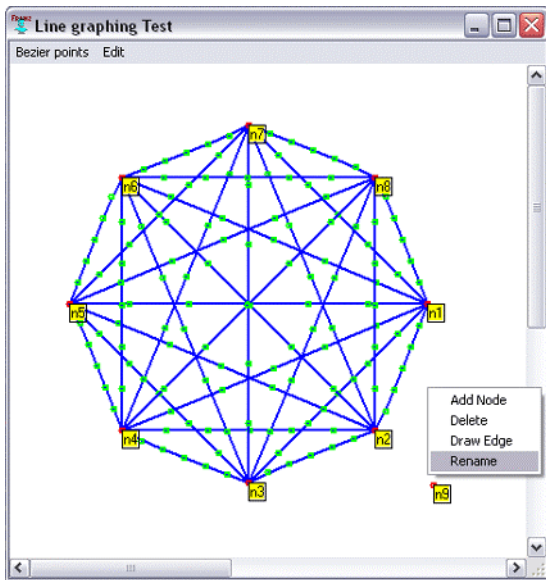 FRANZ
Line graphing Test
Bezier points Edit
n7
n6
n8
n5
n1
Add Node
Delete
n4
n2
Draw Edge
Rename
n3
n9